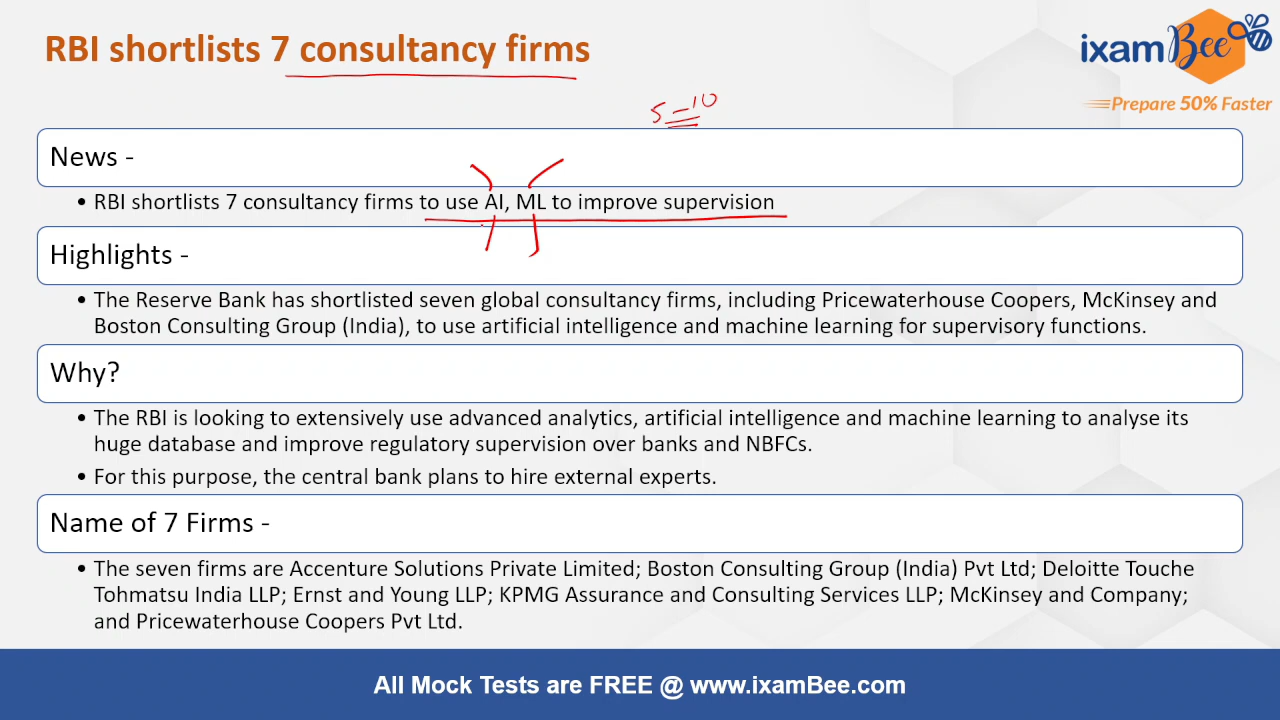 RBI shortlists 7 consultancy firms
ixamBee
Prepare 50% Faster
5-10
News -
• RBI shortlists 7 consultancy firms to use AI, ML to improve supervision
Highlights -
• The Reserve Bank has shortlisted seven global consultancy firms, including Pricewaterhouse Coopers, McKinsey and
Boston Consulting Group (India), to use artificial intelligence and machine learning for supervisory functions.
Why?
• The RBI is looking to extensively use advanced analytics, artificial intelligence and machine learning to analyse its
huge database and improve regulatory supervision over banks and NBFCs.
• For this purpose, the central bank plans to hire external experts.
Name of 7 Firms -
• The seven firms are Accenture Solutions Private Limited; Boston Consulting Group (India) Pvt Ltd; Deloitte Touche
Tohmatsu India LLP; Ernst and Young LLP; KPMG Assurance and Consulting Services LLP; McKinsey and Company;
and Pricewaterhouse Coopers Pvt Ltd.
All Mock Tests are FREE @ www.ixamBee.com